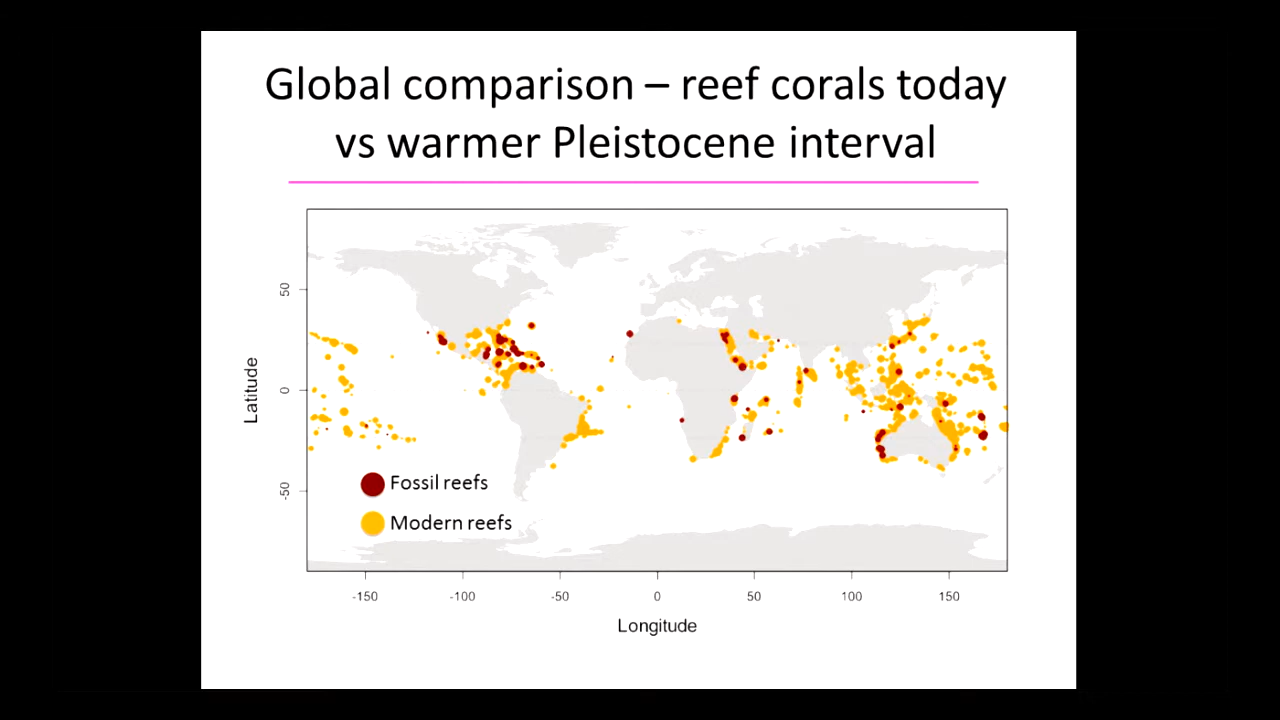 Global comparison – reef corals today
vs warmer Pleistocene interval
Latitude
50
0
-50
Fossil reefs
Modern reefs
-150
-100
-50
0
50
100
150
Longitude